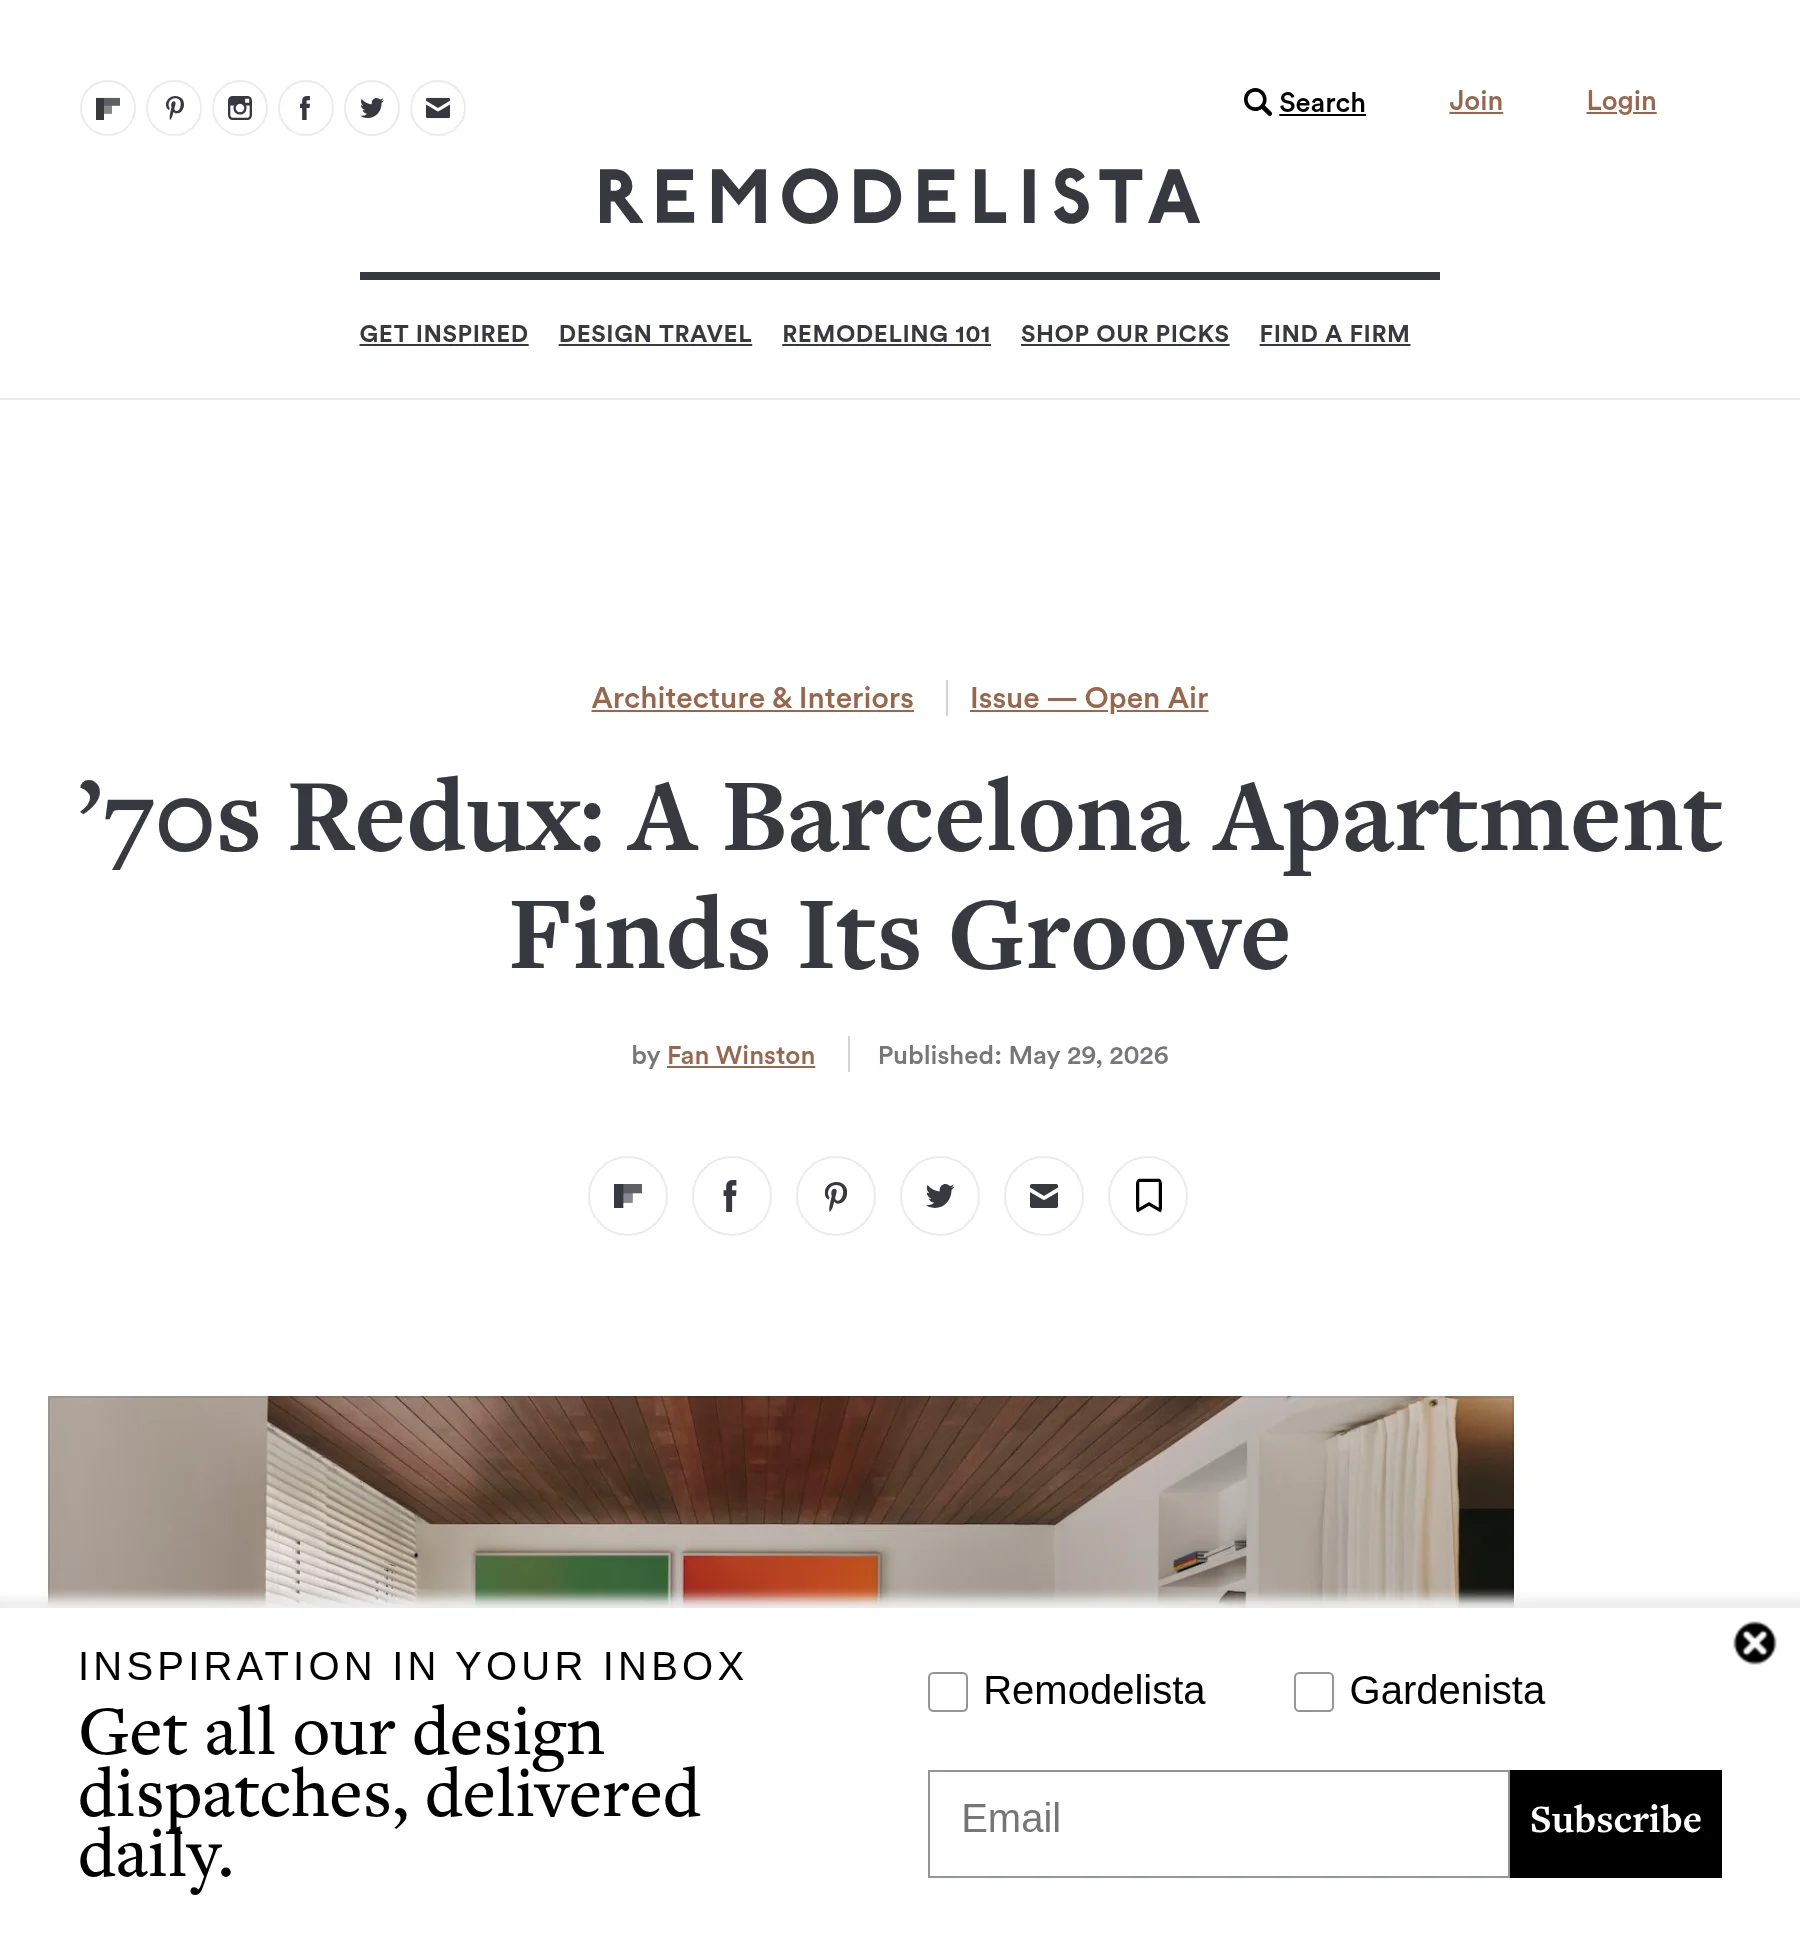 Search
Join
Login
REMODELISTA
GET INSPIRED
DESIGN TRAVEL
REMODELING 101
SHOP OUR PICKS
FIND A FIRM
Architecture & Interiors
Issue — Open Air
’70s Redux: A Barcelona Apartment
Finds Its Groove
by Fan Winston
Published: May 29, 2026
INSPIRATION IN YOUR INBOX
Get all our design
dispatches, delivered
daily.
Remodelista
Gardenista
Email
Subscribe